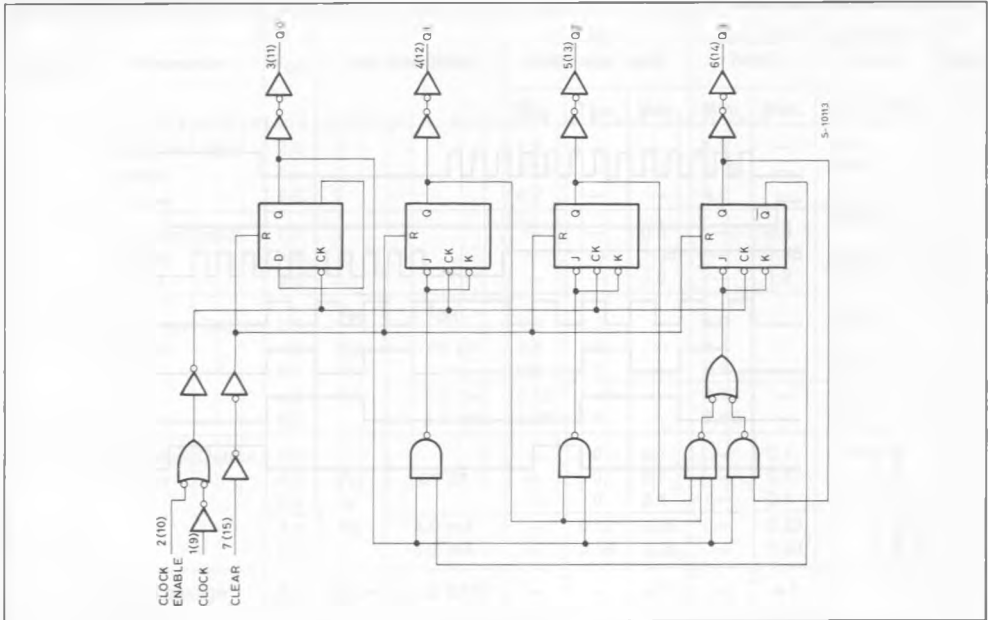 3(11) Q0
4(12) Q1
5(13) Q2
6(14) Q3
S-10113
Q
R
D
CK
Q
R
J
CK
K
Q
R
J
CK
K
Q
Q̅
R
J
CK
K
2(10)
CLOCK
ENABLE
1(9)
CLOCK
7(15)
CLEAR